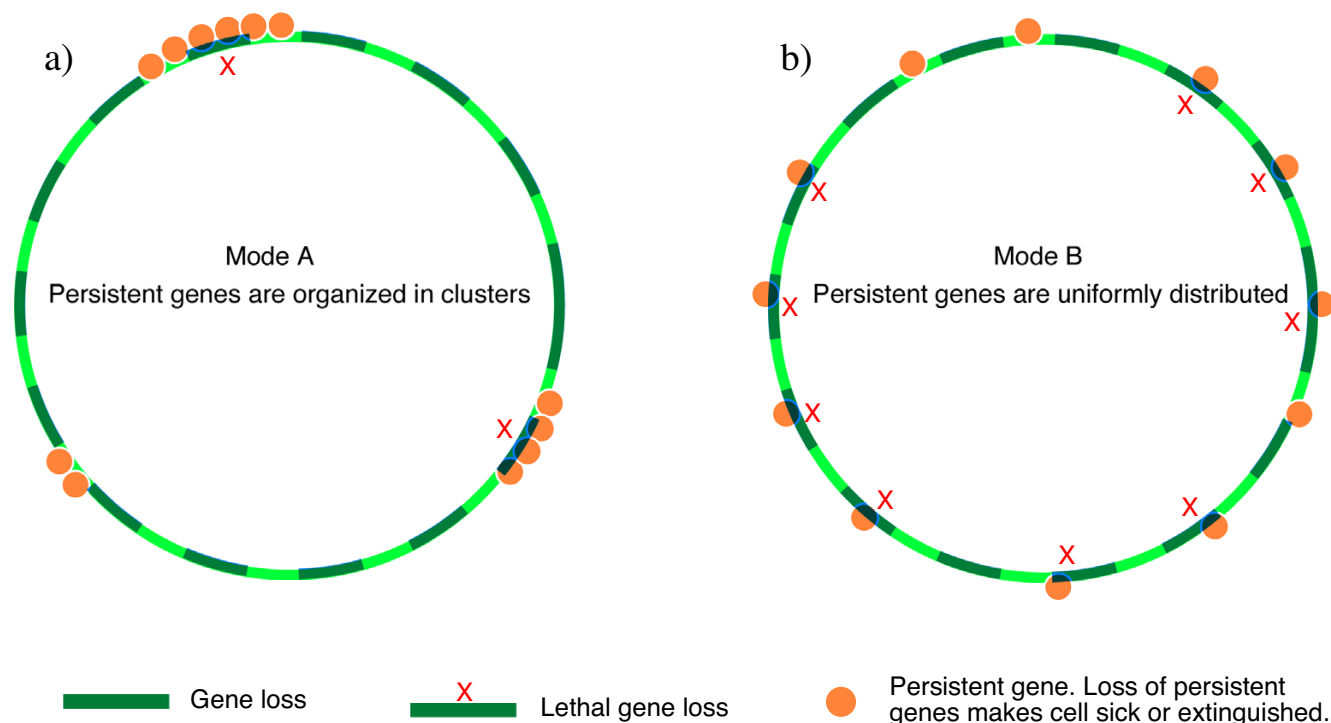 a)
X
Mode A
Persistent genes are organized in clusters
X
b)
X
X
X
Mode B
Persistent genes are uniformly distributed
X
X
X
X
X
X
Gene loss
X
Lethal gene loss
Persistent gene. Loss of persistent
genes makes cell sick or extinguished.